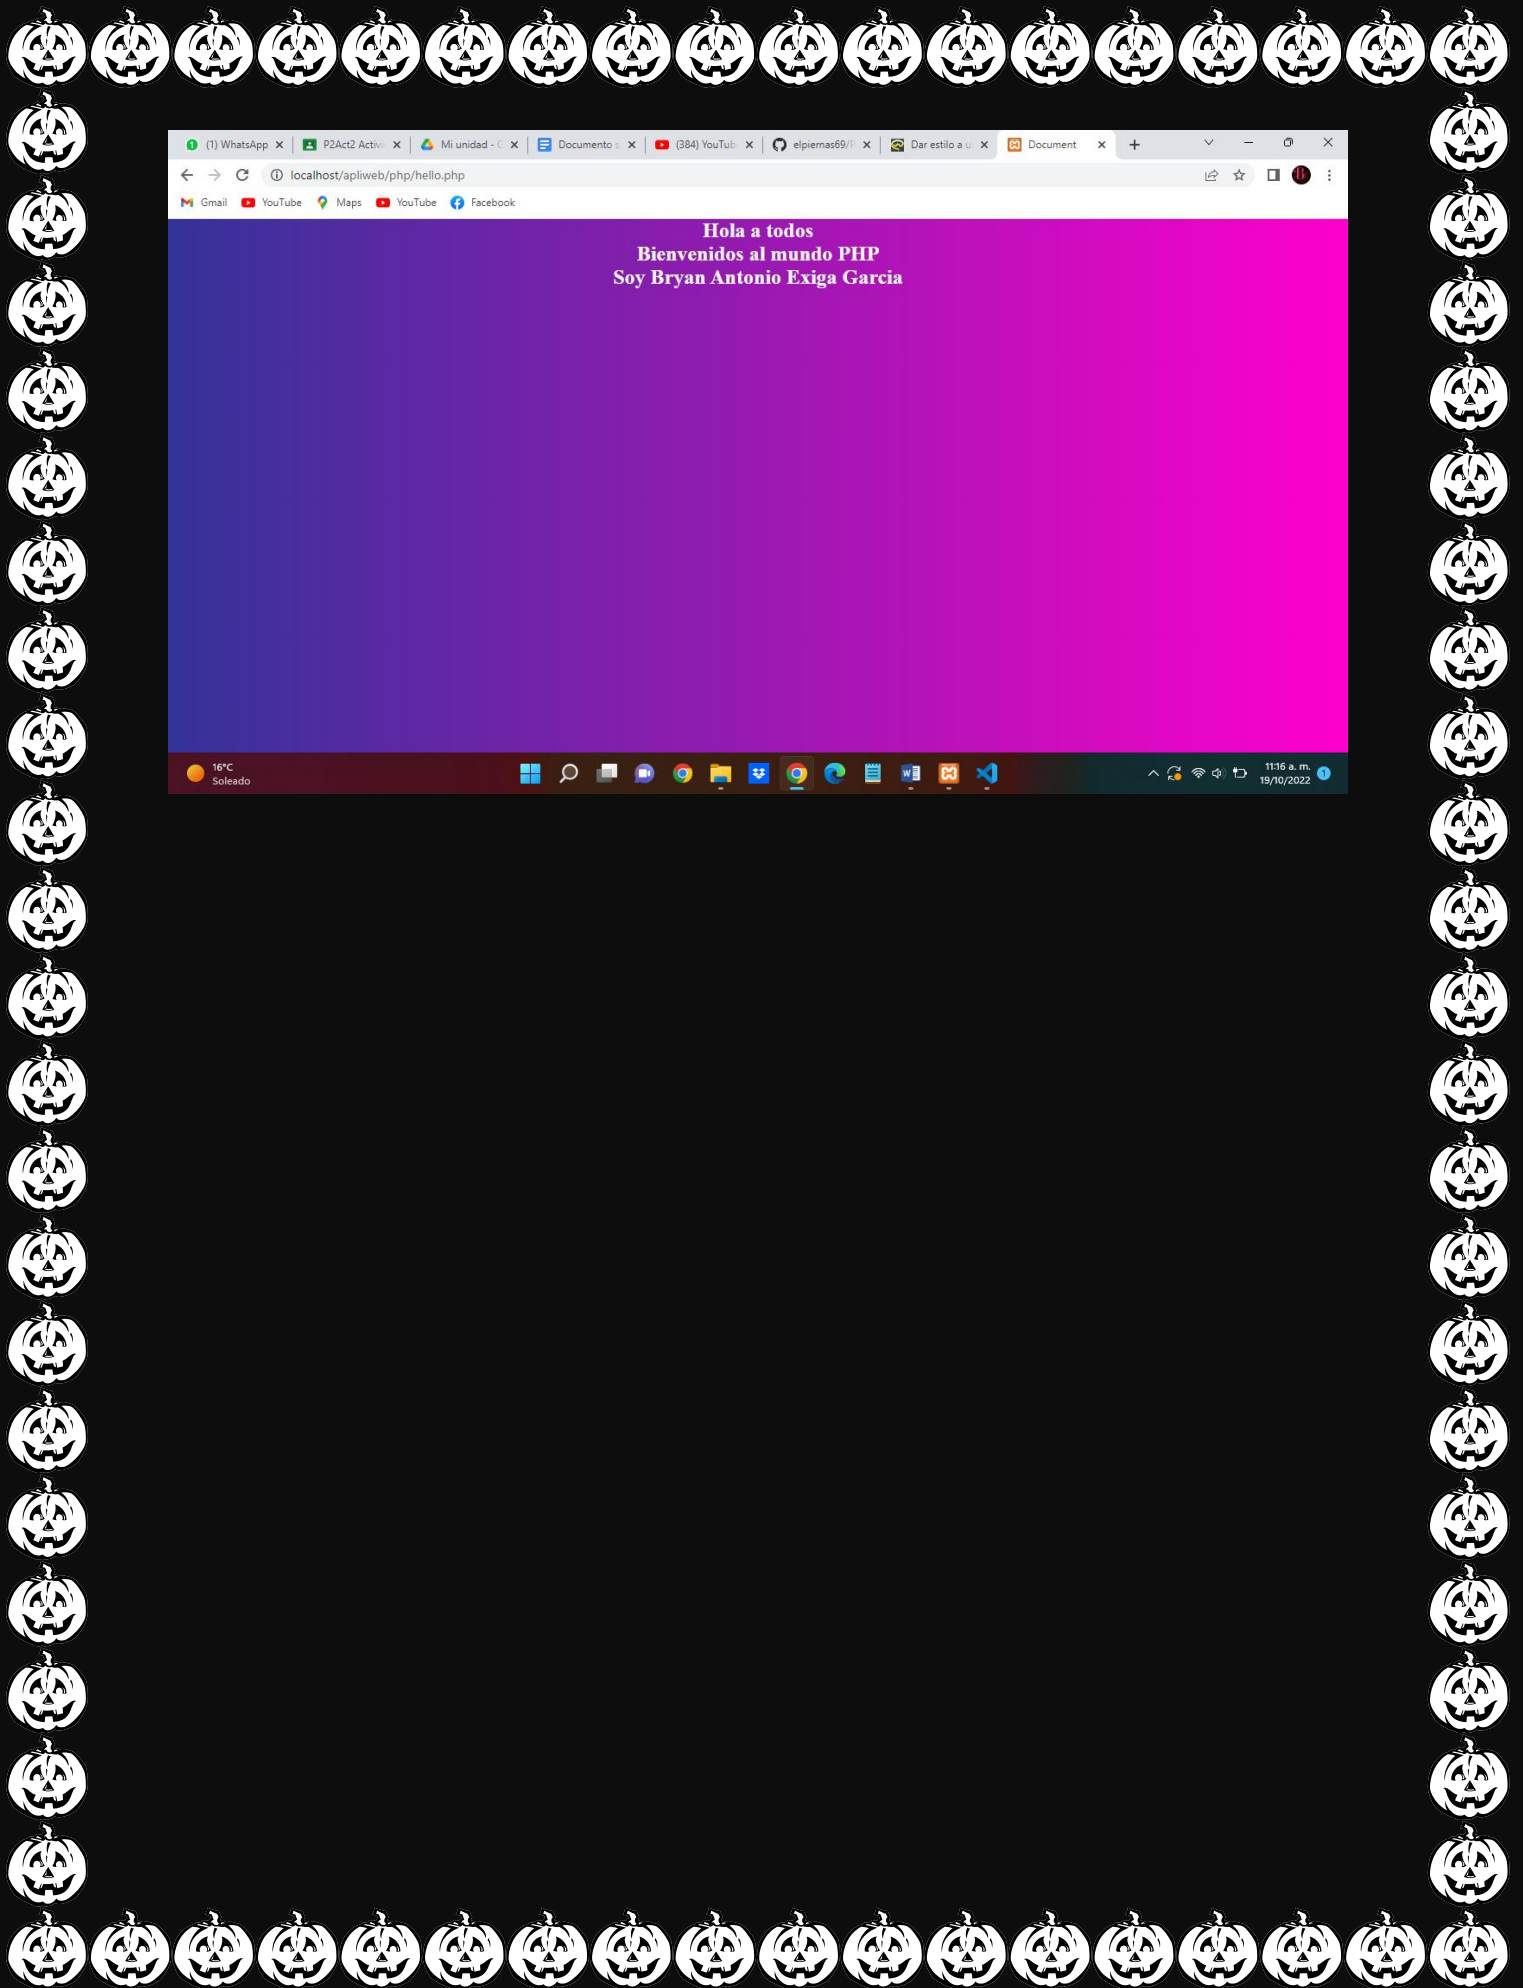 (1) WhatsApp
P2Act2 Activi
Mi unidad -
Documento
(384) YouTub
elpiernas69/
Dar estilo a u
Document
localhost/apliweb/php/hello.php
Gmail YouTube Maps YouTube Facebook
Hola a todos
Bienvenidos al mundo PHP
Soy Bryan Antonio Exiga Garcia
16°C
Soleado
11:16 a. m.
19/10/2022
1